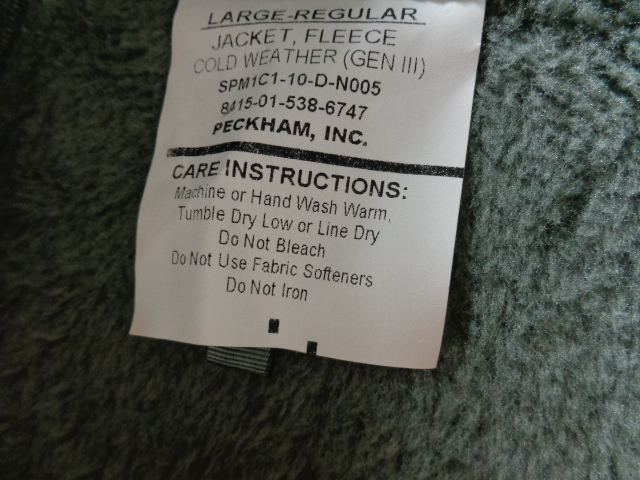 LARGE-REGULAR
JACKET, FLEECE
COLD WEATHER (GEN III)
SPM1C1-10-D-N005
8415-01-538-6747
PECKHAM, INC.
CARE INSTRUCTIONS:
Machine or Hand Wash Warm,
Tumble Dry Low or Line Dry
Do Not Bleach
Do Not Use Fabric Softeners
Do Not Iron